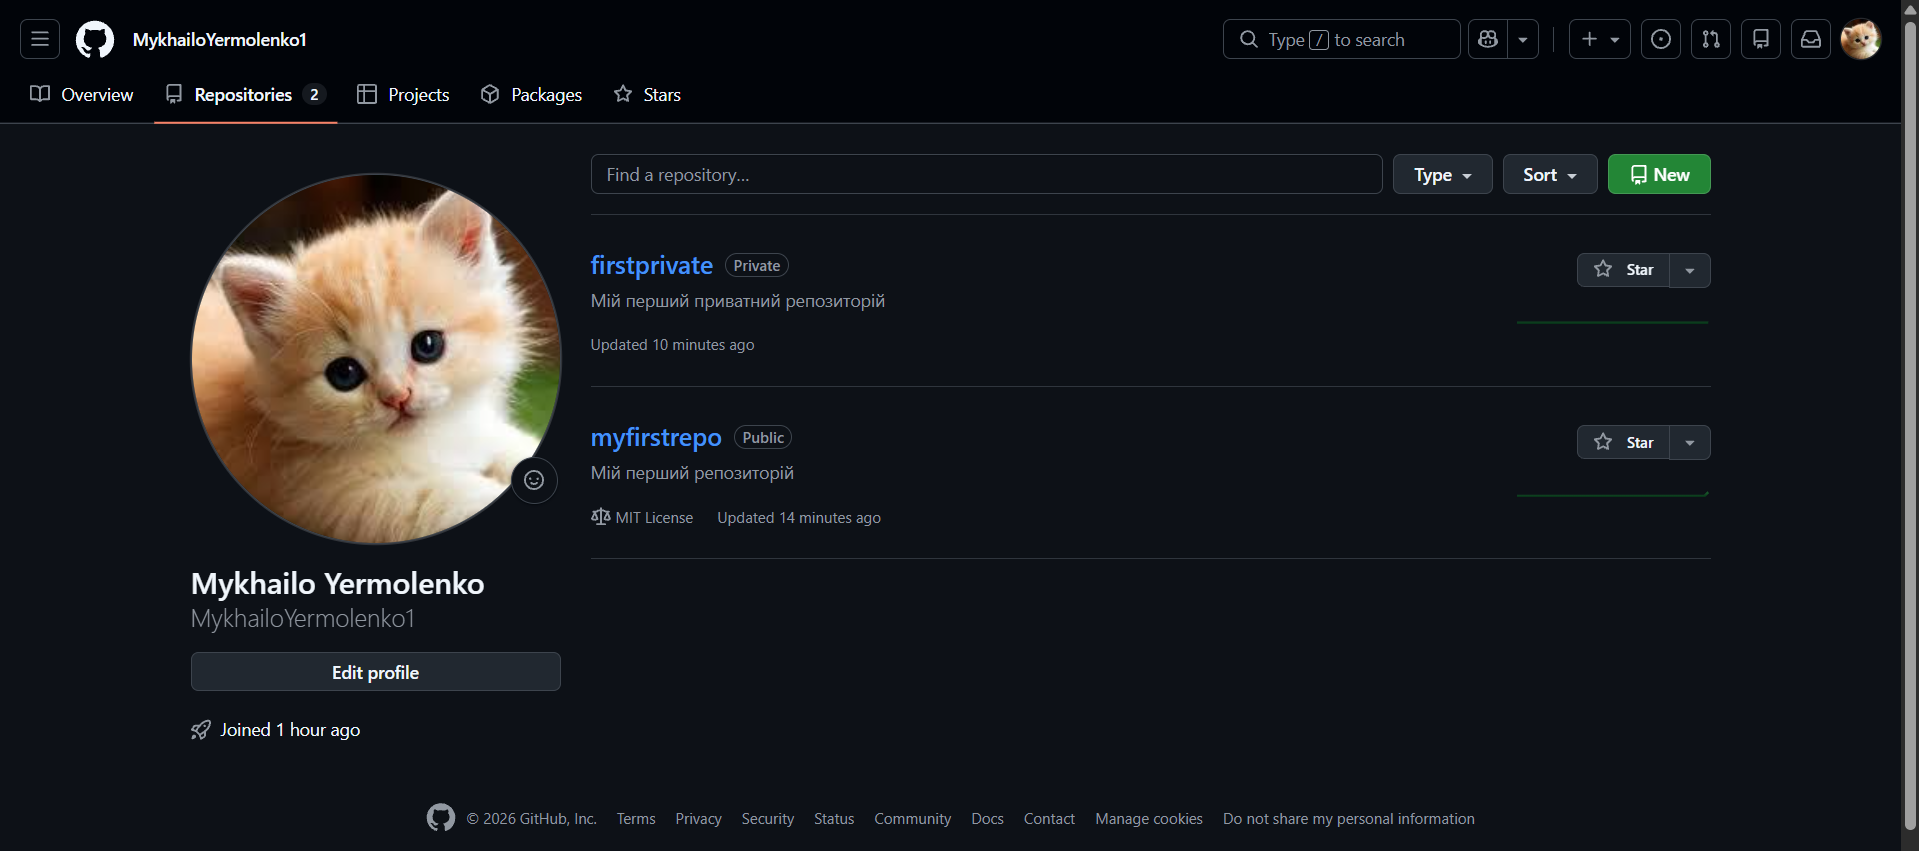 MykhailoYermolenko1
Type / to search
Overview
Repositories 2
Projects
Packages
Stars
Find a repository...
Type
Sort
New
firstprivate Private
Star
Мій перший приватний репозиторій
Updated 10 minutes ago
myfirstrepo Public
Star
Мій перший репозиторій
MIT License Updated 14 minutes ago
Mykhailo Yermolenko
MykhailoYermolenko1
Edit profile
Joined 1 hour ago
© 2026 GitHub, Inc. Terms Privacy Security Status Community Docs Contact Manage cookies Do not share my personal information